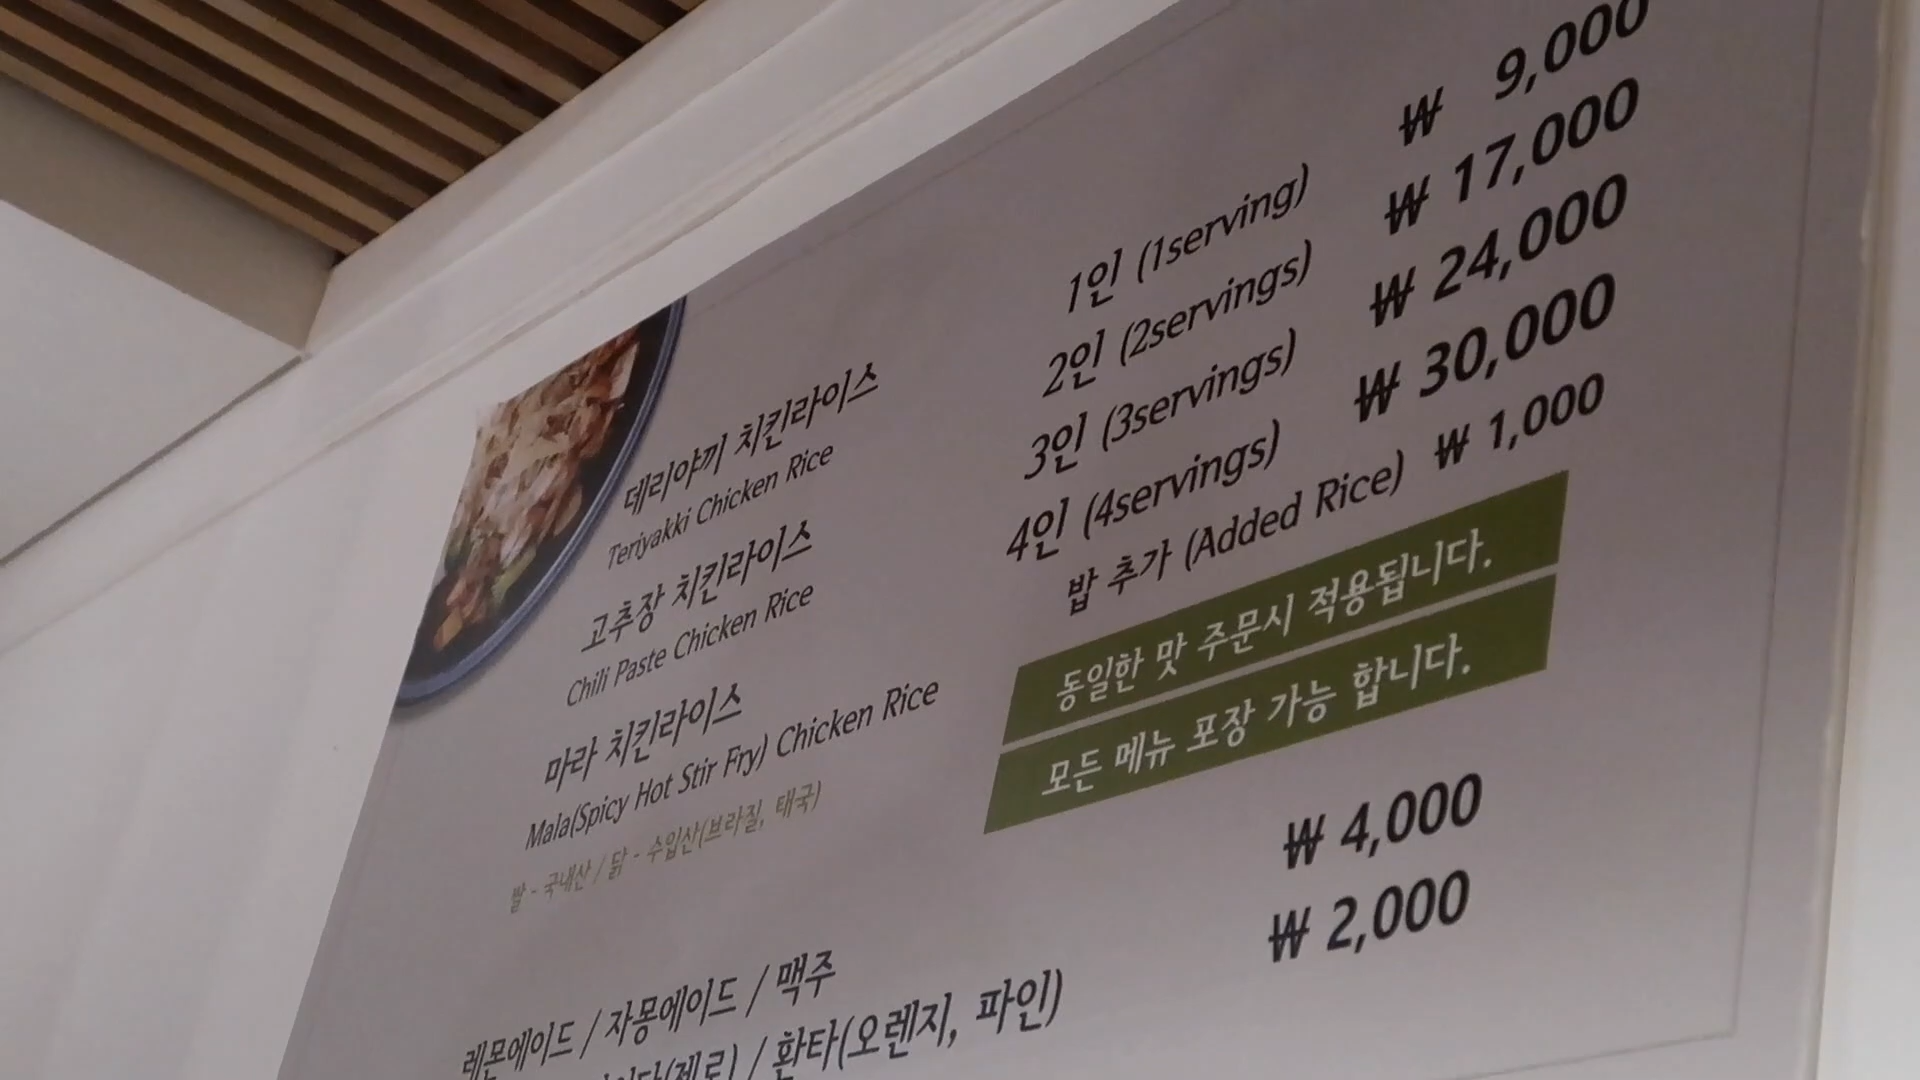 데리야끼 치킨라이스
Teriyakki Chicken Rice
고추장 치킨라이스
Chili Paste Chicken Rice
마라 치킨라이스
Mala(Spicy Hot Stir Fry) Chicken Rice
쌀 - 국내산 / 닭 - 수입산(브라질, 태국)
1인 (1serving) ₩ 9,000
2인 (2servings) ₩ 17,000
3인 (3servings) ₩ 24,000
4인 (4servings) ₩ 30,000
밥 추가 (Added Rice) ₩ 1,000
동일한 맛 주문시 적용됩니다.
모든 메뉴 포장 가능 합니다.
레몬에이드 / 자몽에이드 / 맥주 ₩ 4,000
(제로) / 환타(오렌지, 파인) ₩ 2,000